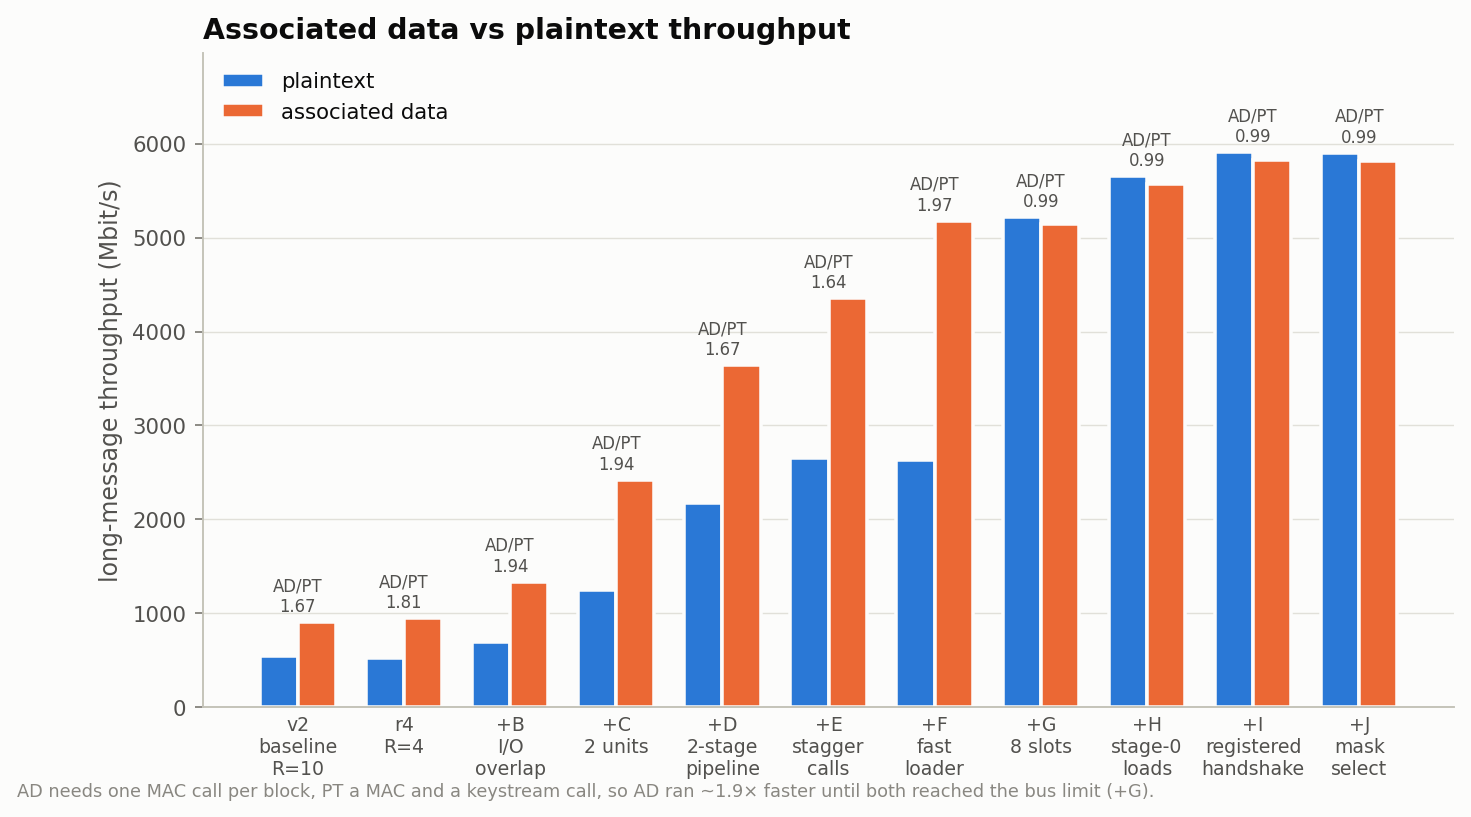 Associated data vs plaintext throughput
plaintext
associated data
long-message throughput (Mbit/s)
6000
5000
4000
3000
2000
1000
0
AD/PT
1.67
AD/PT
1.81
AD/PT
1.94
AD/PT
1.94
AD/PT
1.67
AD/PT
1.64
AD/PT
1.97
AD/PT
0.99
AD/PT
0.99
AD/PT
0.99
AD/PT
0.99
v2
baseline
R=10
r4
R=4
+B
I/O
overlap
+C
2 units
+D
2-stage
pipeline
+E
stagger
calls
+F
fast
loader
+G
8 slots
+H
stage-0
loads
+I
registered
handshake
+J
mask
select
AD needs one MAC call per block, PT a MAC and a keystream call, so AD ran ~1.9× faster until both reached the bus limit (+G).